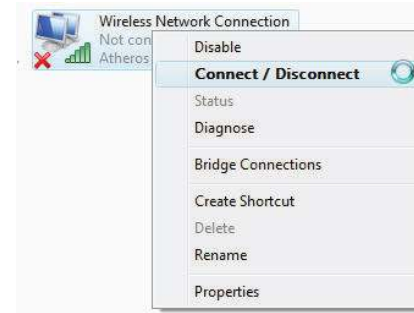 Wireless Network Connection
Not con
Atheros
Disable
Connect / Disconnect
Status
Diagnose
Bridge Connections
Create Shortcut
Delete
Rename
Properties